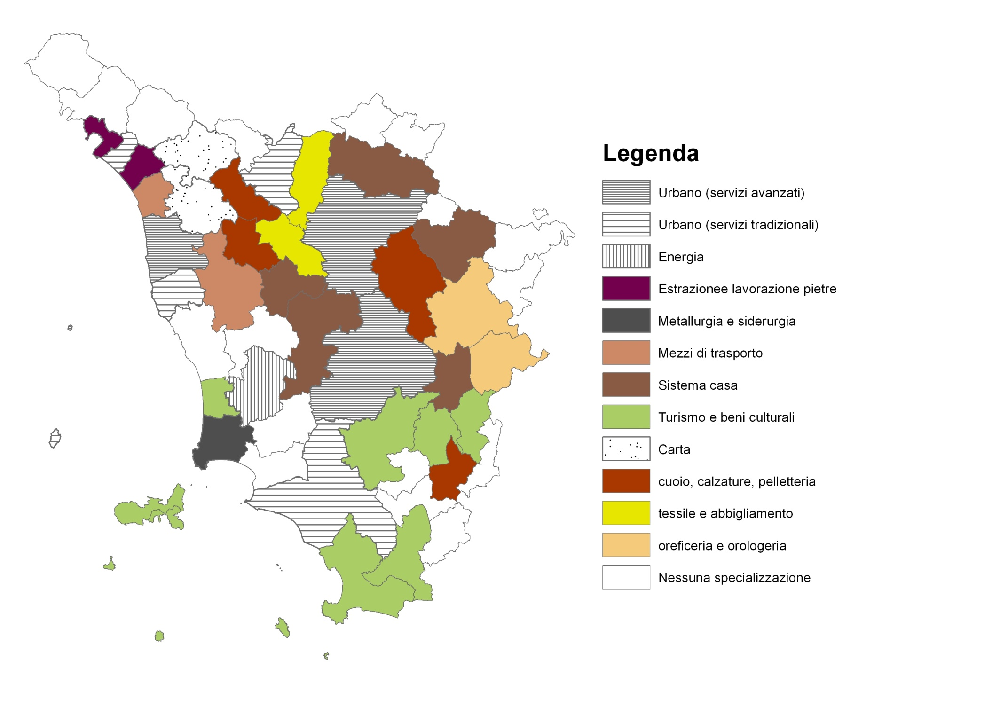 Legenda
Urbano (servizi avanzati)
Urbano (servizi tradizionali)
Energia
Estrazionee lavorazione pietre
Metallurgia e siderurgia
Mezzi di trasporto
Sistema casa
Turismo e beni culturali
Carta
cuoio, calzature, pelletteria
tessile e abbigliamento
oreficeria e orologeria
Nessuna specializzazione